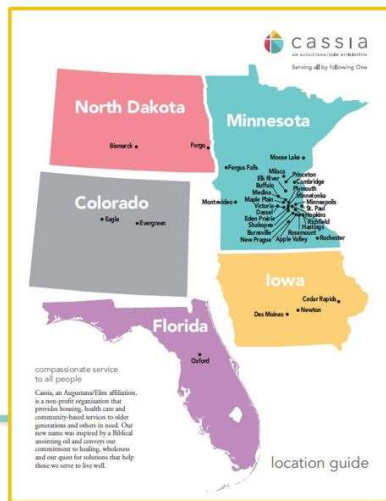 cassia
AN AUGUSTANA | ELIM AFFILIATION
Serving all by following One
North Dakota
Bismarck
Fargo
Minnesota
Moose Lake
Fergus Falls
Milaca
Princeton
Elk River
Cambridge
Buffalo
Plymouth
Medina
Minnetonka
Maple Plain
Minneapolis
Montevideo
Victoria
St. Paul
Dassel
Hopkins
Eden Prairie
Richfield
Shakopee
Hastings
Burnsville
Rosemount
New Prague
Apple Valley
Rochester
Colorado
Eagle
Evergreen
Iowa
Cedar Rapids
Des Moines
Newton
Florida
Oxford
compassionate service
to all people
Cassia, an Augustana/Elim affiliation,
is a non-profit organization that
provides housing, health care and
community-based services to older
generations and others in need. Our
new name was inspired by a Biblical
anointing oil and conveys our
commitment to healing, wholeness
and our quest for solutions that help
those we serve to live well.
location guide